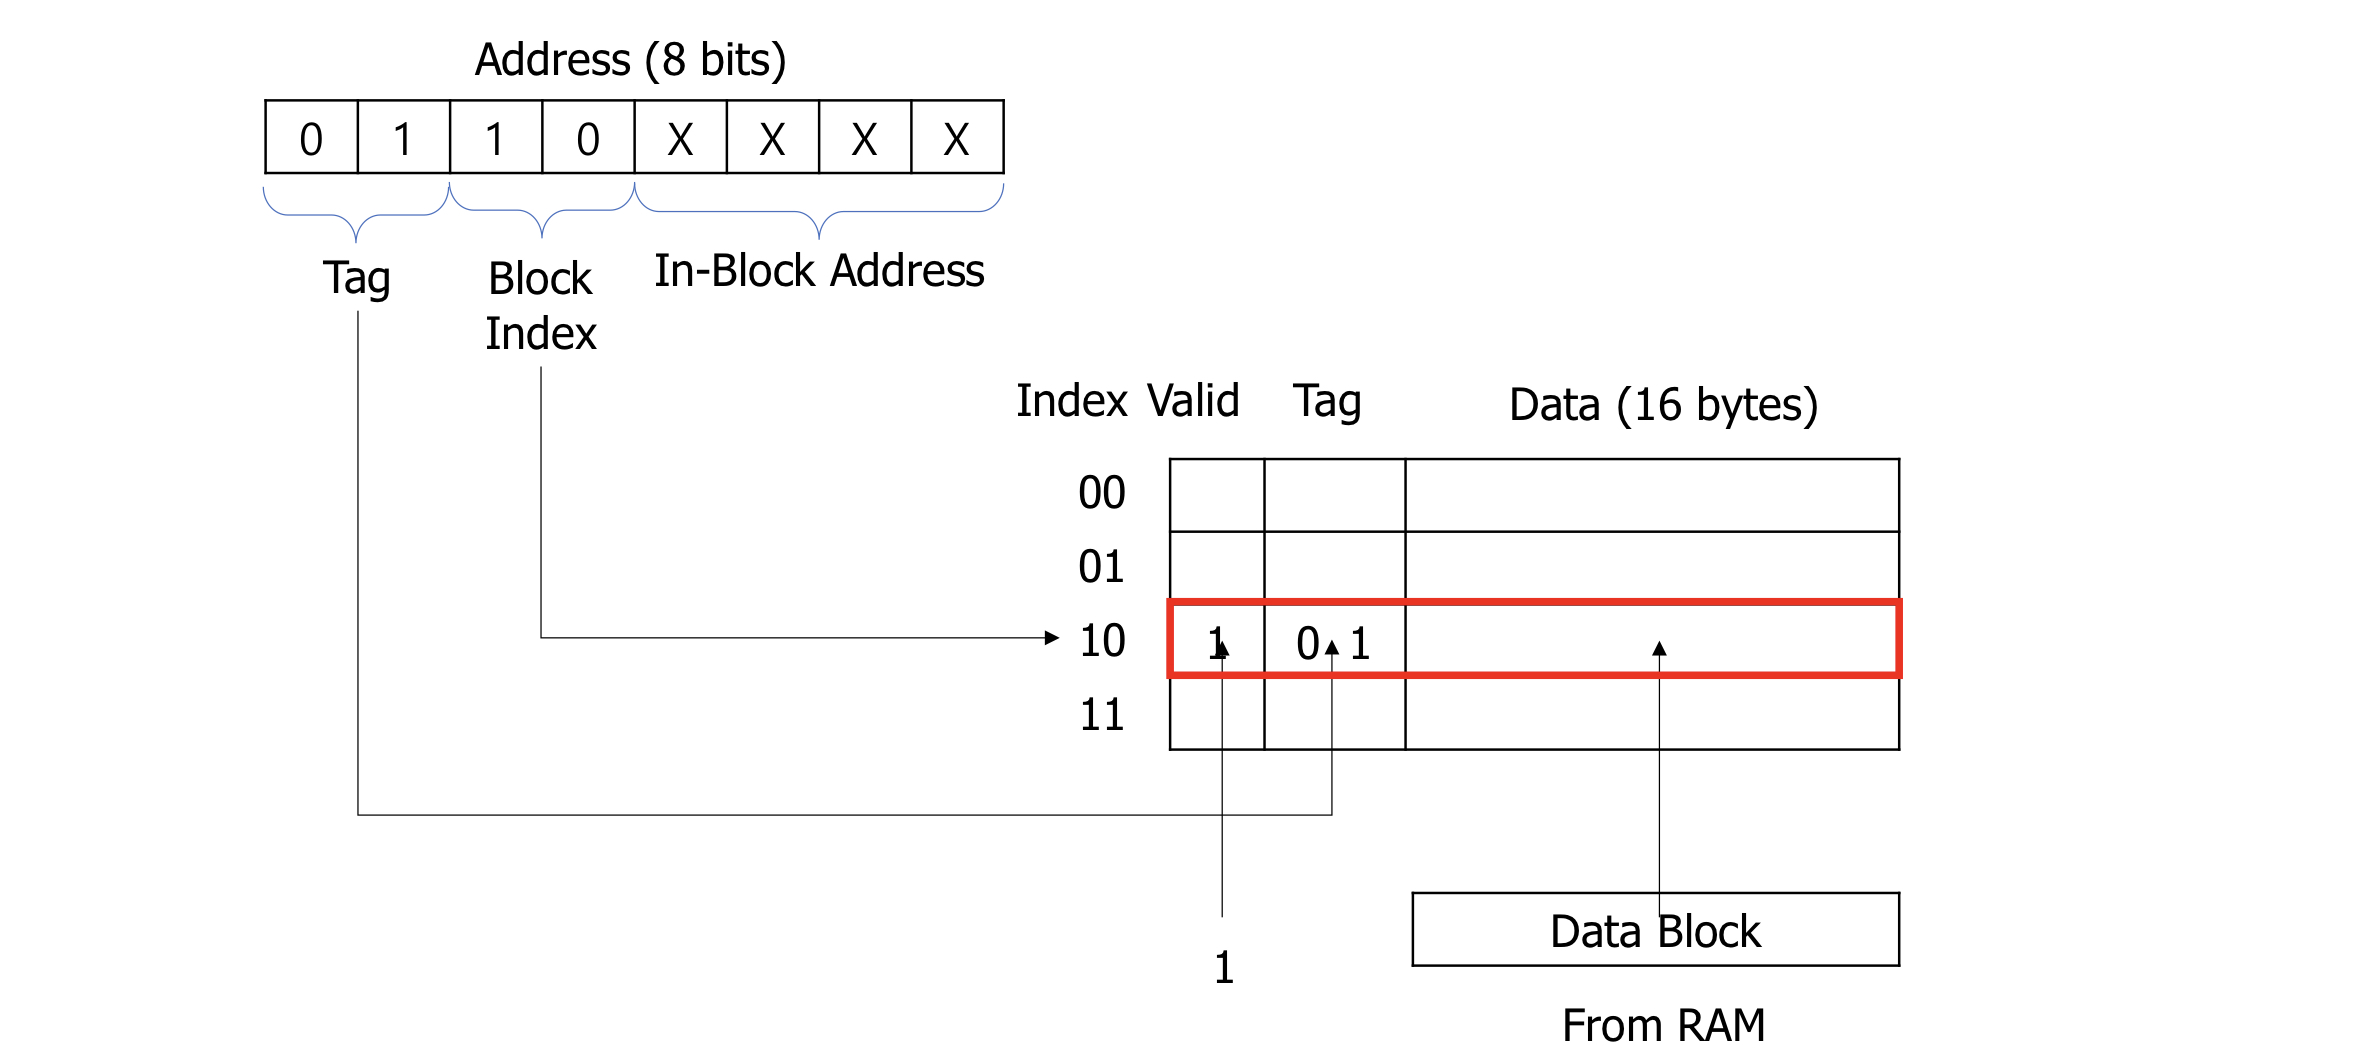 Address (8 bits)
0 1 1 0 X X X X
Tag
Block
Index
In-Block Address
Index Valid Tag Data (16 bytes)
00
01
10 1 0 1
11
1
Data Block
From RAM